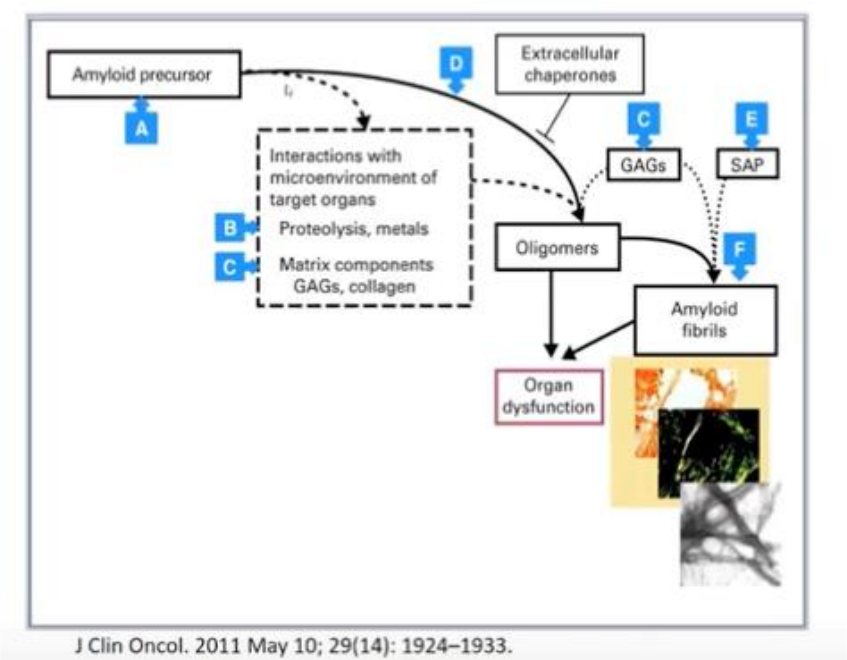 Amyloid precursor
A
D
Extracellular
chaperones
C
GAGs
E
SAP
Interactions with
microenvironment of
target organs
B
Proteolysis, metals
C
Matrix components
GAGs, collagen
Oligomers
F
Amyloid
fibrils
Organ
dysfunction
J Clin Oncol. 2011 May 10; 29(14): 1924–1933.